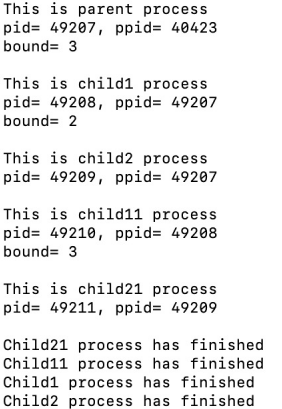 This is parent process
pid= 49207, ppid= 40423
bound= 3
This is child1 process
pid= 49208, ppid= 49207
bound= 2
This is child2 process
pid= 49209, ppid= 49207
This is child11 process
pid= 49210, ppid= 49208
bound= 3
This is child21 process
pid= 49211, ppid= 49209
Child21 process has finished
Child11 process has finished
Child1 process has finished
Child2 process has finished